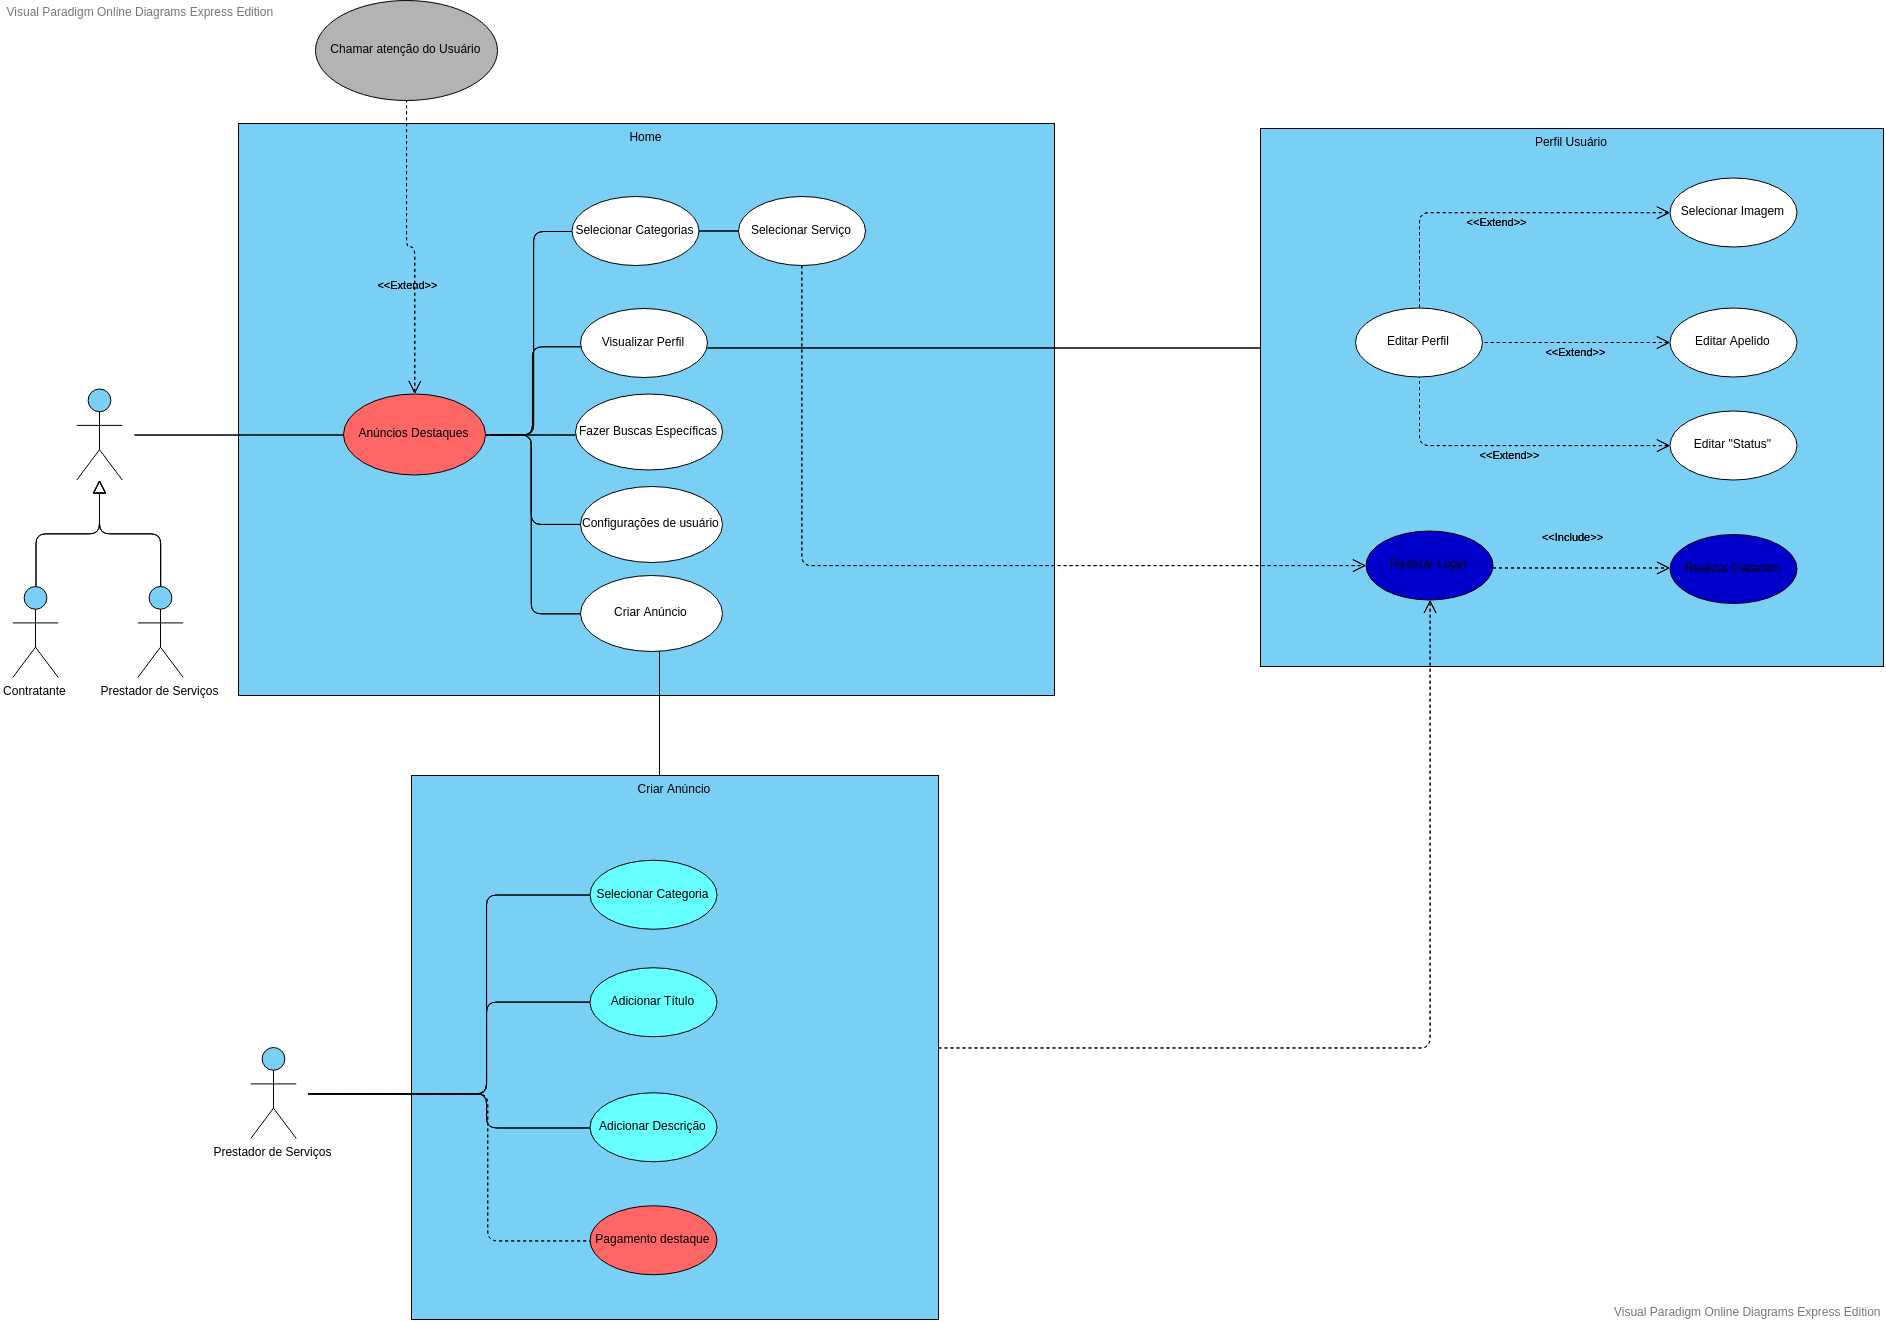 Visual Paradigm Online Diagrams Express Edition
Chamar atenção do Usuário
Home
Perfil Usuário
Selecionar Categorias
Selecionar Serviço
Selecionar Imagem
<<Extend>>
<<Extend>>
Visualizar Perfil
Editar Perfil
Editar Apelido
<<Extend>>
Anúncios Destaques
Fazer Buscas Específicas
Editar "Status"
<<Extend>>
Configurações de usuário
<<Include>>
Realizar Login
Realizar Cadastro
Criar Anúncio
Contratante
Prestador de Serviços
Criar Anúncio
Selecionar Categoria
Adicionar Título
Adicionar Descrição
Prestador de Serviços
Pagamento destaque
Visual Paradigm Online Diagrams Express Edition